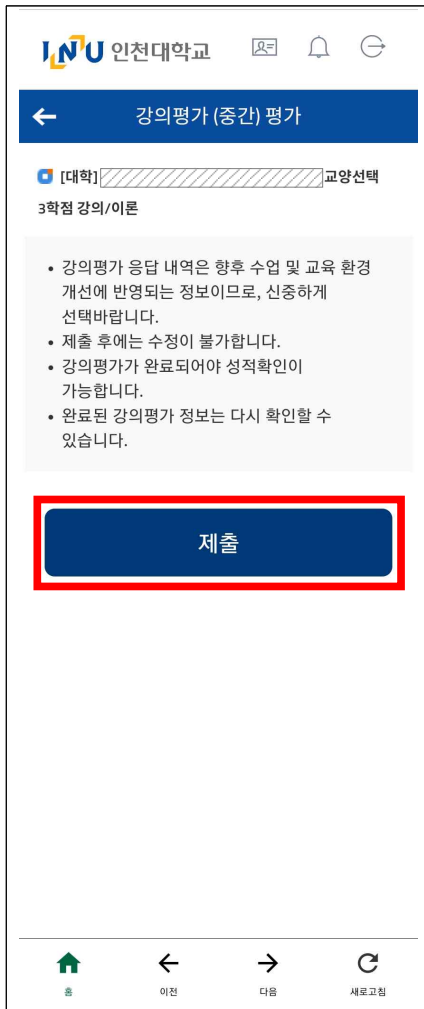 INU 인천대학교
강의평가 (중간) 평가
[대학] 교양선택
3학점 강의/이론
• 강의평가 응답 내역은 향후 수업 및 교육 환경
개선에 반영되는 정보이므로, 신중하게
선택바랍니다.
• 제출 후에는 수정이 불가합니다.
• 강의평가가 완료되어야 성적확인이
가능합니다.
• 완료된 강의평가 정보는 다시 확인할 수
있습니다.
제출
홈 이전 다음 새로고침